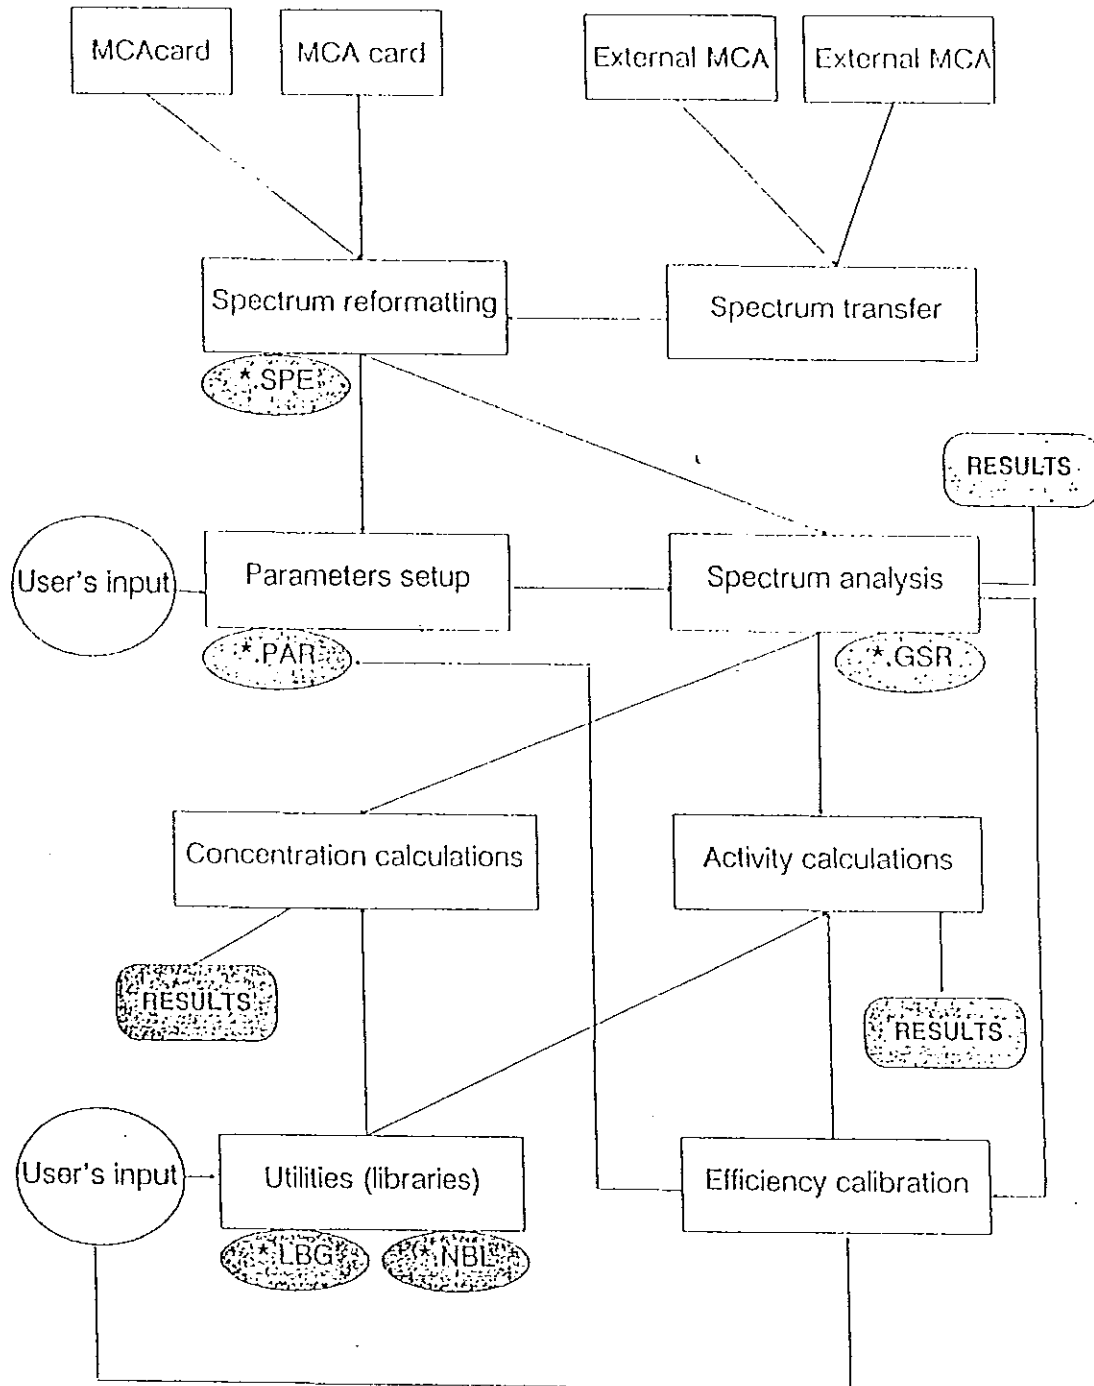 MCAcard
MCA card
External MCA
External MCA
Spectrum reformatting
Spectrum transfer
*.SPE
RESULTS
User's input
Parameters setup
Spectrum analysis
*.PAR
*.GSR
Concentration calculations
Activity calculations
RESULTS
RESULTS
User's input
Utilities (libraries)
Efficiency calibration
*.LBG
*.NBL